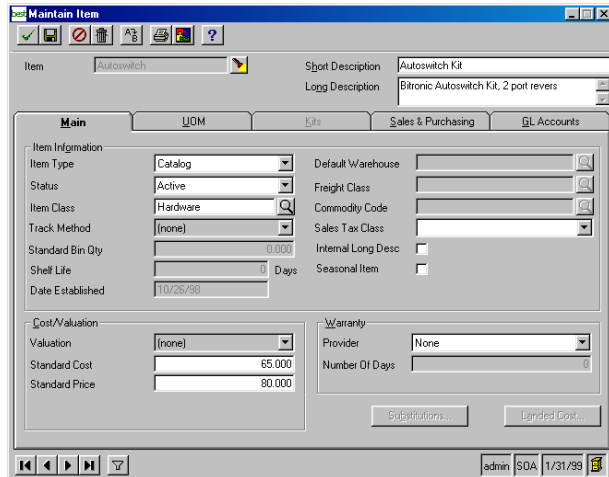 best Maintain Item
Item Autoswitch Short Description Autoswitch Kit
Long Description Bitronic Autoswitch Kit, 2 port revers
Main UOM Kits Sales & Purchasing GL Accounts
Item Information
Item Type Catalog Default Warehouse
Status Active Freight Class
Item Class Hardware Commodity Code
Track Method (none) Sales Tax Class
Standard Bin Qty 0.000 Internal Long Desc
Shelf Life 0 Days Seasonal Item
Date Established 10/26/98
Cost/Valuation Warranty
Valuation (none) Provider None
Standard Cost 65.000 Number Of Days 0
Standard Price 80.000
Substitutions... Landed Cost...
admin SOA 1/31/99